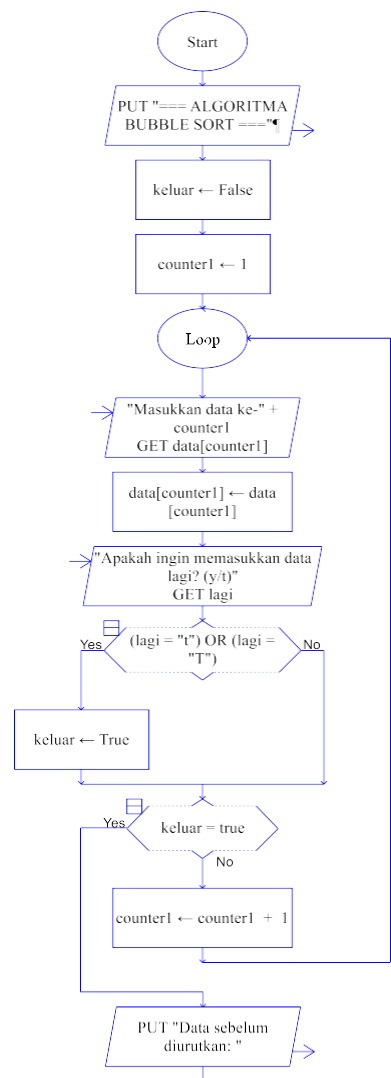 Start
PUT "=== ALGORITMA
BUBBLE SORT ==="¶
keluar ← False
counter1 ← 1
Loop
"Masukkan data ke-" +
counter1
GET data[counter1]
data[counter1] ← data
[counter1]
"Apakah ingin memasukkan data
lagi? (y/t)"
GET lagi
Yes
(lagi = "t") OR (lagi =
"T")
No
keluar ← True
Yes
keluar = true
No
counter1 ← counter1 + 1
PUT "Data sebelum
diurutkan: "